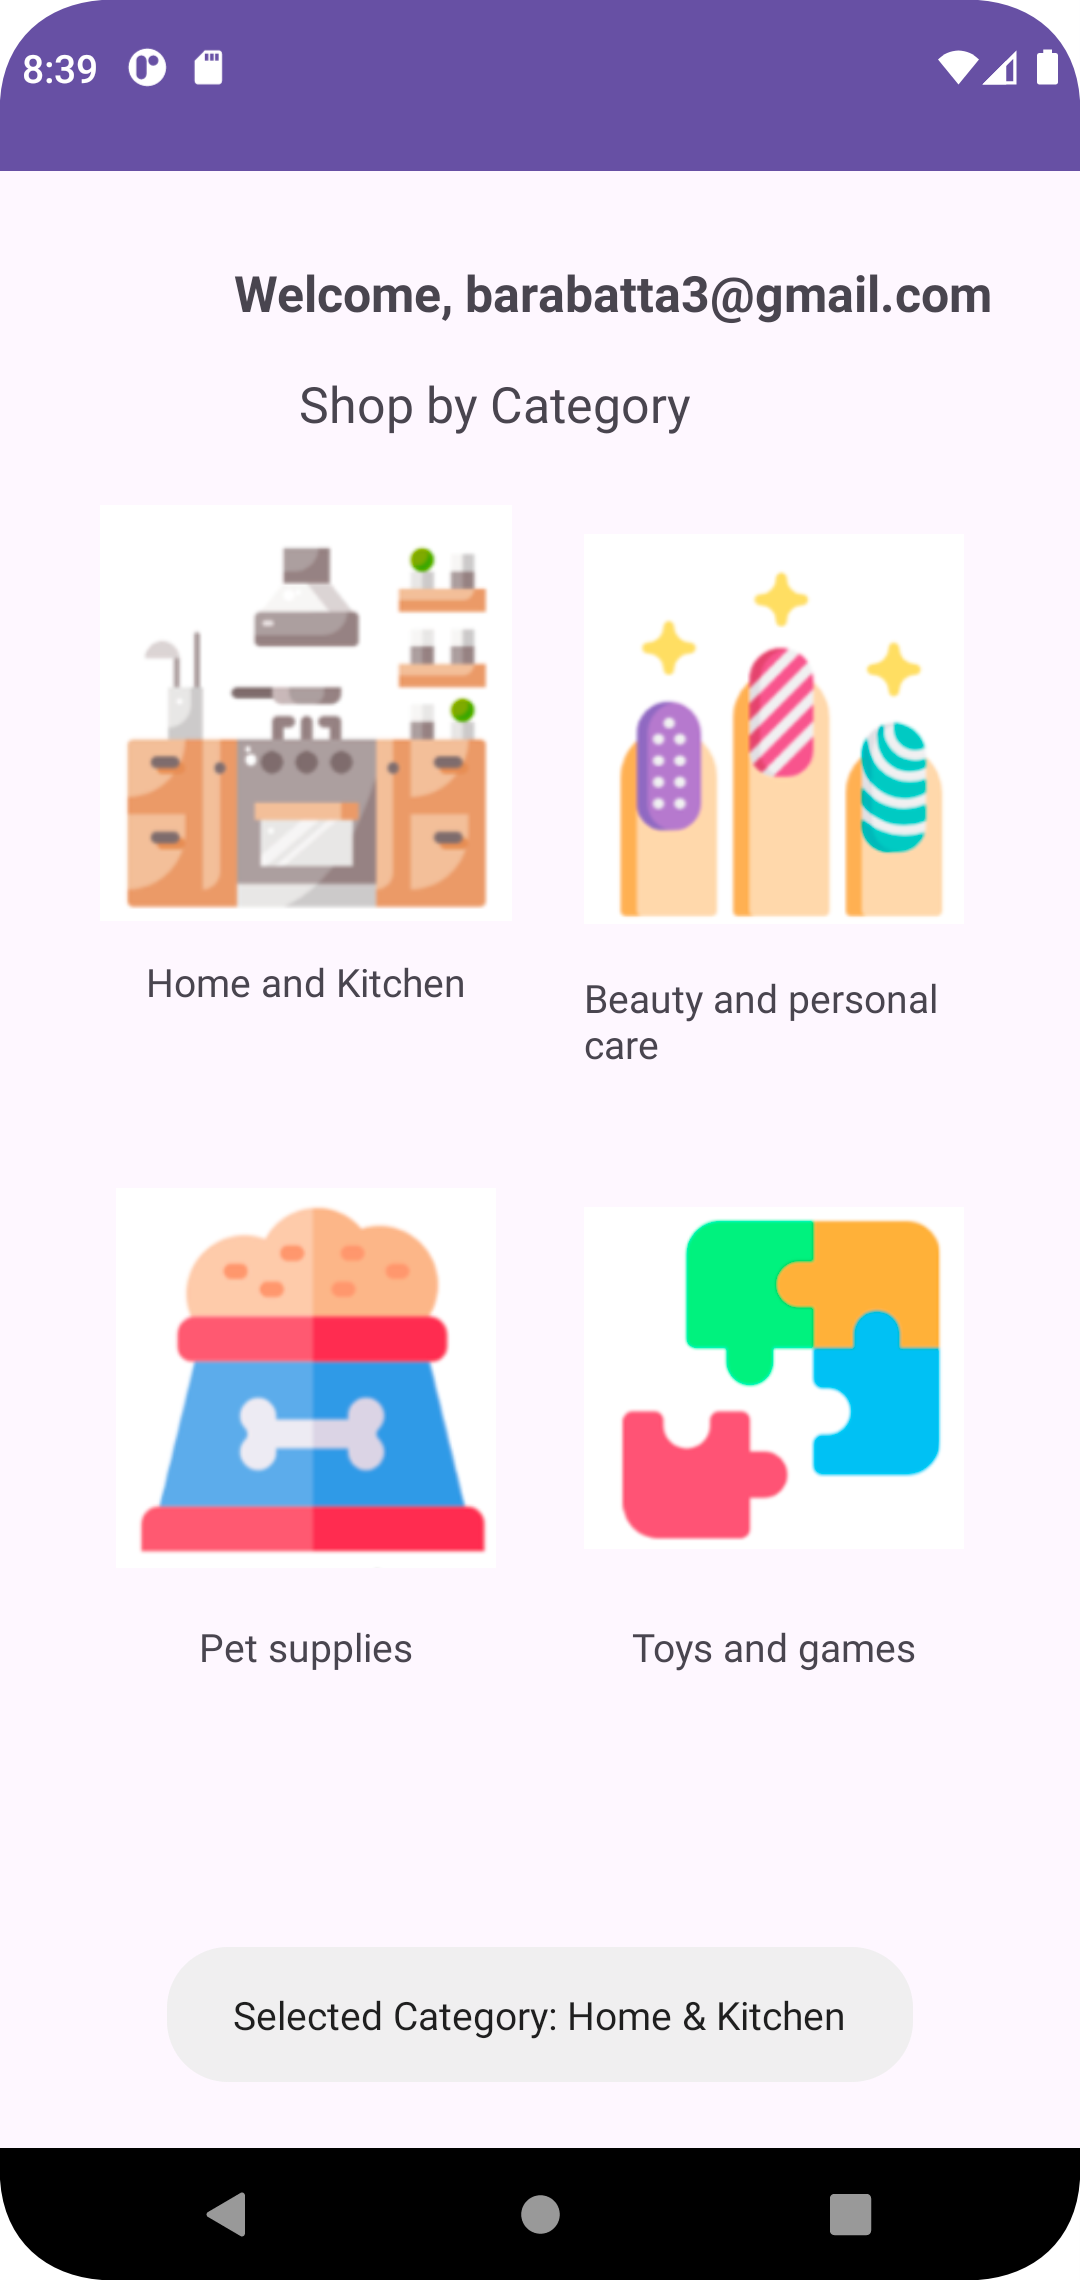 8:39
Welcome, barabatta3@gmail.com
Shop by Category
Home and Kitchen
Beauty and personal
care
Pet supplies
Toys and games
Selected Category: Home & Kitchen